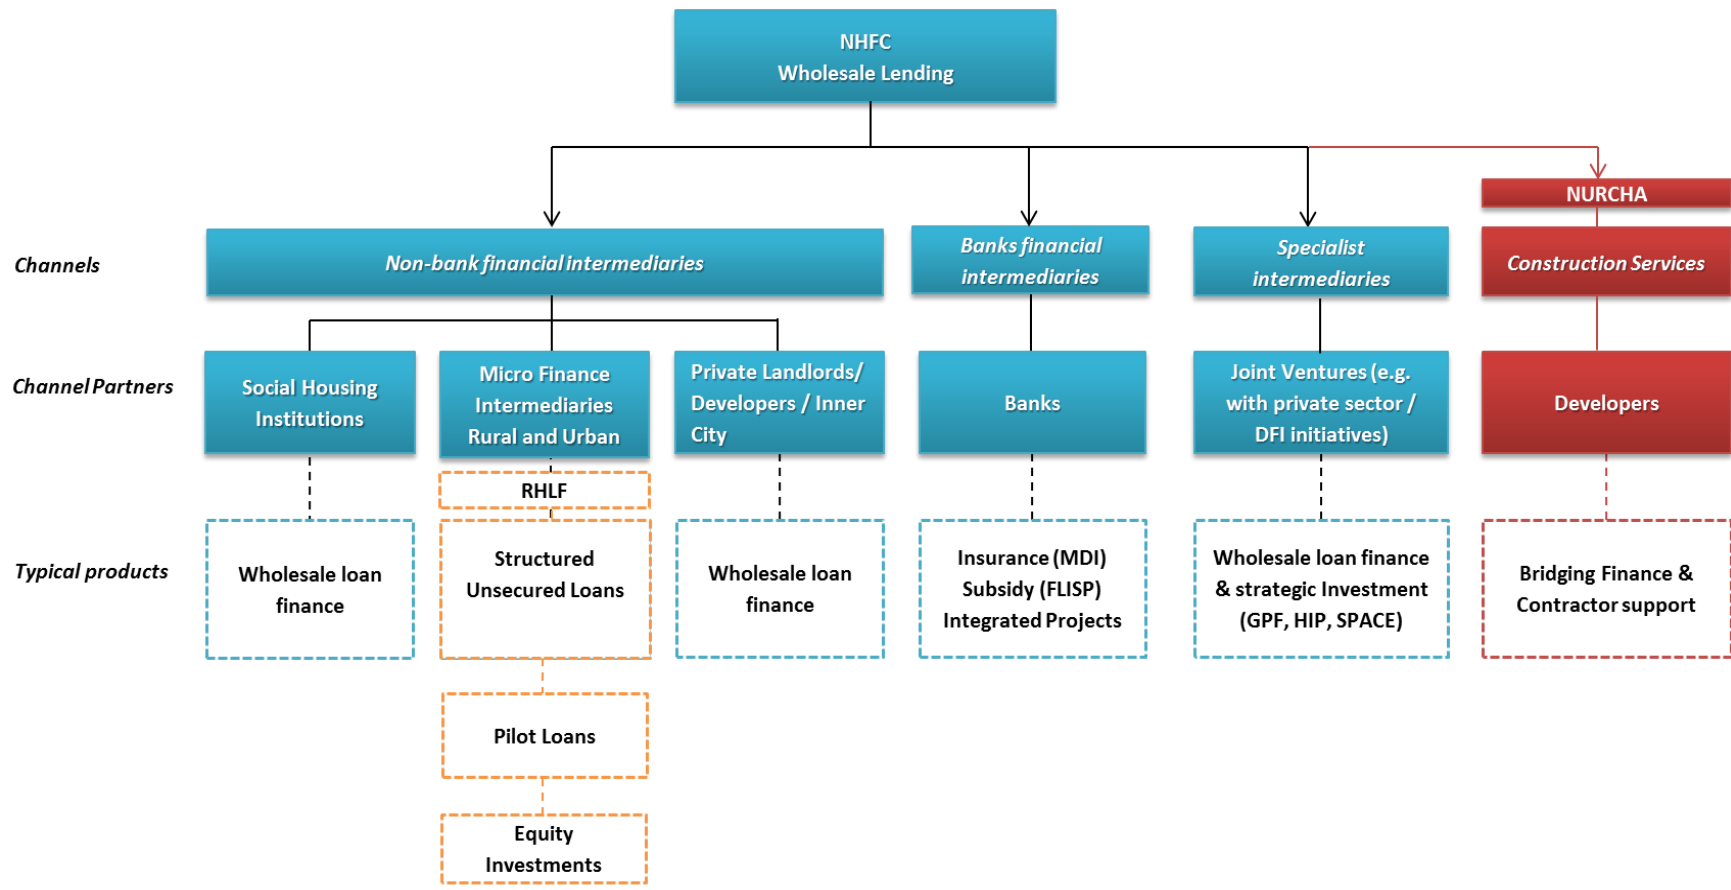 NHFC
Wholesale Lending
NURCHA
Channels
Non-bank financial intermediaries
Banks financial
intermediaries
Specialist
intermediaries
Construction Services
Channel Partners
Social Housing
Institutions
Micro Finance
Intermediaries
Rural and Urban
Private Landlords/
Developers / Inner
City
Banks
Joint Ventures (e.g.
with private sector /
DFI initiatives)
Developers
RHLF
Typical products
Wholesale loan
finance
Structured
Unsecured Loans
Wholesale loan
finance
Insurance (MDI)
Subsidy (FLISP)
Integrated Projects
Wholesale loan finance
& strategic Investment
(GPF, HIP, SPACE)
Bridging Finance &
Contractor support
Pilot Loans
Equity
Investments